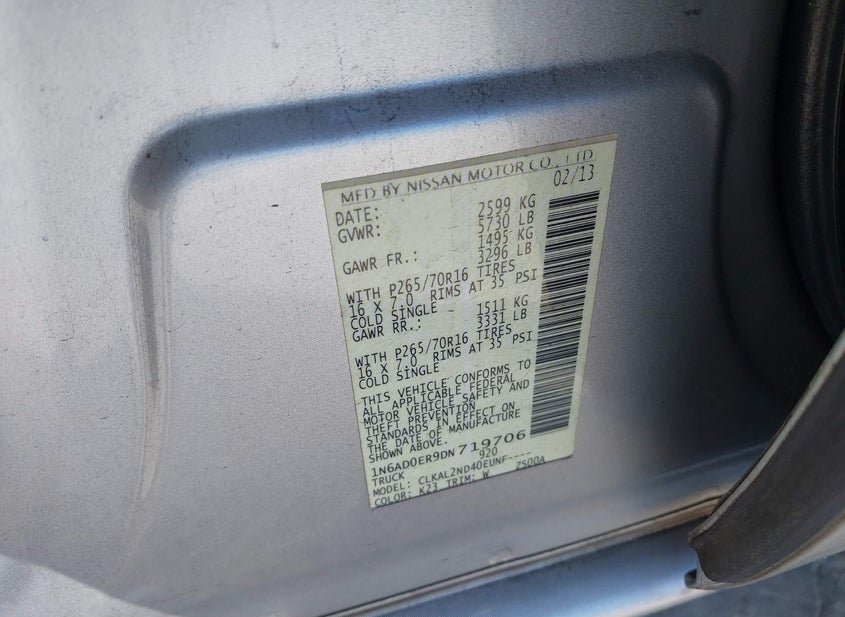 MFD BY NISSAN MOTOR CO., LTD
DATE: 02/13
GVWR: 2599 KG
5730 LB
GAWR FR.: 1495 KG
3296 LB
WITH P265/70R16 TIRES
16 X 7.0 RIMS AT 35 PSI
COLD SINGLE
GAWR RR.: 1511 KG
3331 LB
WITH P265/70R16 TIRES
16 X 7.0 RIMS AT 35 PSI
COLD SINGLE
THIS VEHICLE CONFORMS TO
ALL APPLICABLE FEDERAL
MOTOR VEHICLE SAFETY AND
THEFT PREVENTION
STANDARDS IN EFFECT ON
THE DATE OF MANUFACTURE
SHOWN ABOVE.
1N6AD0ER9DN719706
TRUCK 920
MODEL: CLKAL2ND40EUNF----
COLOR: K23 TRIM: W ZS00A